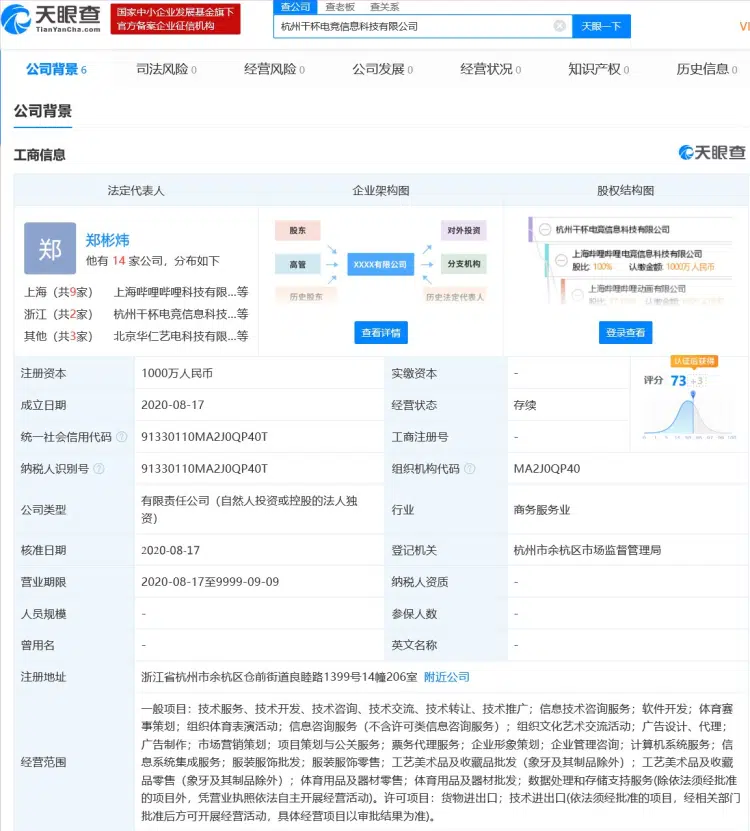 天眼查
TianYanCha.com
国家中小企业发展基金旗下
官方备案企业征信机构
查公司 查老板 查关系
杭州干杯电竞信息科技有限公司
天眼一下
公司背景 6 司法风险 0 经营风险 0 公司发展 0 经营状况 0 知识产权 0 历史信息 0
公司背景
工商信息
天眼查
法定代表人 企业架构图 股权结构图
郑
郑彬炜
他有 14 家公司，分布如下
上海（共9家） 上海哔哩哔哩科技有限...等
浙江（共2家） 杭州干杯电竞信息科技...等
其他（共3家） 北京华仁艺电科技有限...等
股东
高管
历史股东
XXXX有限公司
对外投资
分支机构
历史法定代表人
查看详情
杭州干杯电竞信息科技有限公司
上海哔哩哔哩电竞信息科技有限公司
股比: 100% 认缴金额: 1000万人民币
上海哔哩哔哩动画有限公司
登录查看
注册资本 1000万人民币 实缴资本 -
认证后获得
评分 73 +3
成立日期 2020-08-17 经营状态 存续
统一社会信用代码 91330110MA2J0QP40T 工商注册号 -
纳税人识别号 91330110MA2J0QP40T 组织机构代码 MA2J0QP40
公司类型 有限责任公司（自然人投资或控股的法人独
资） 行业 商务服务业
核准日期 2020-08-17 登记机关 杭州市余杭区市场监督管理局
营业期限 2020-08-17至9999-09-09 纳税人资质 -
人员规模 - 参保人数 -
曾用名 - 英文名称 -
注册地址 浙江省杭州市余杭区仓前街道良睦路1399号14幢206室 附近公司
经营范围
一般项目：技术服务、技术开发、技术咨询、技术交流、技术转让、技术推广；信息技术咨询服务；软件开发；体育赛
事策划；组织体育表演活动；信息咨询服务（不含许可类信息咨询服务）；组织文化艺术交流活动；广告设计、代理；
广告制作；市场营销策划；项目策划与公关服务；票务代理服务；企业形象策划；企业管理咨询；计算机系统服务；信
息系统集成服务；服装服饰批发；服装服饰零售；工艺美术品及收藏品批发（象牙及其制品除外）；工艺美术品及收藏
品零售（象牙及其制品除外）；体育用品及器材零售；体育用品及器材批发；数据处理和存储支持服务(除依法须经批准
的项目外，凭营业执照依法自主开展经营活动)。许可项目：货物进出口；技术进出口(依法须经批准的项目，经相关部门
批准后方可开展经营活动，具体经营项目以审批结果为准)。